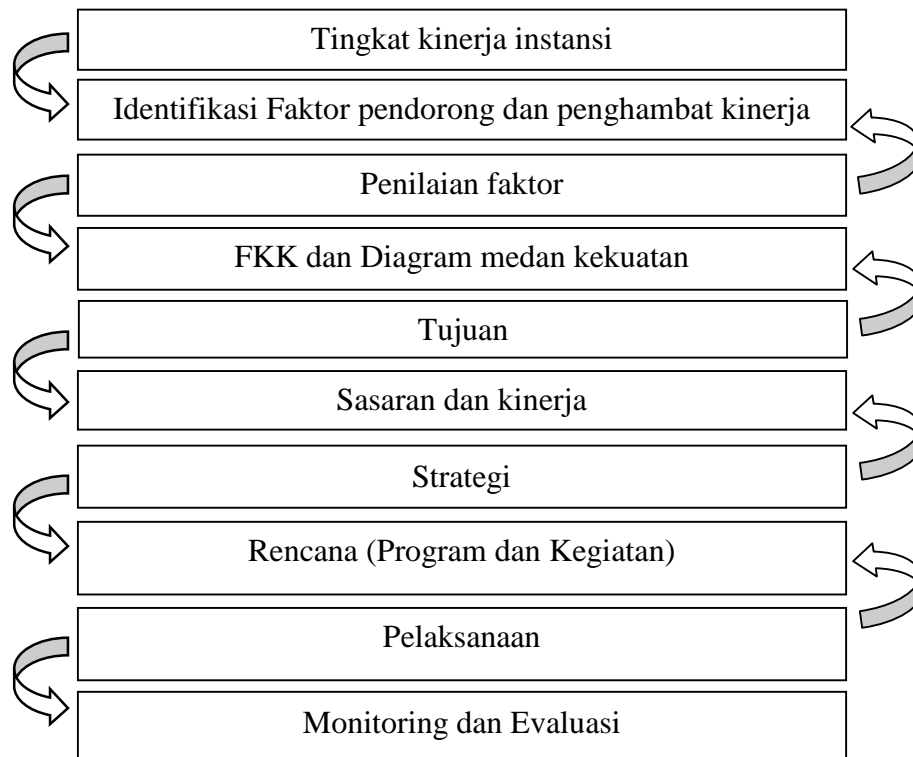 Tingkat kinerja instansi
Identifikasi Faktor pendorong dan penghambat kinerja
Penilaian faktor
FKK dan Diagram medan kekuatan
Tujuan
Sasaran dan kinerja
Strategi
Rencana (Program dan Kegiatan)
Pelaksanaan
Monitoring dan Evaluasi